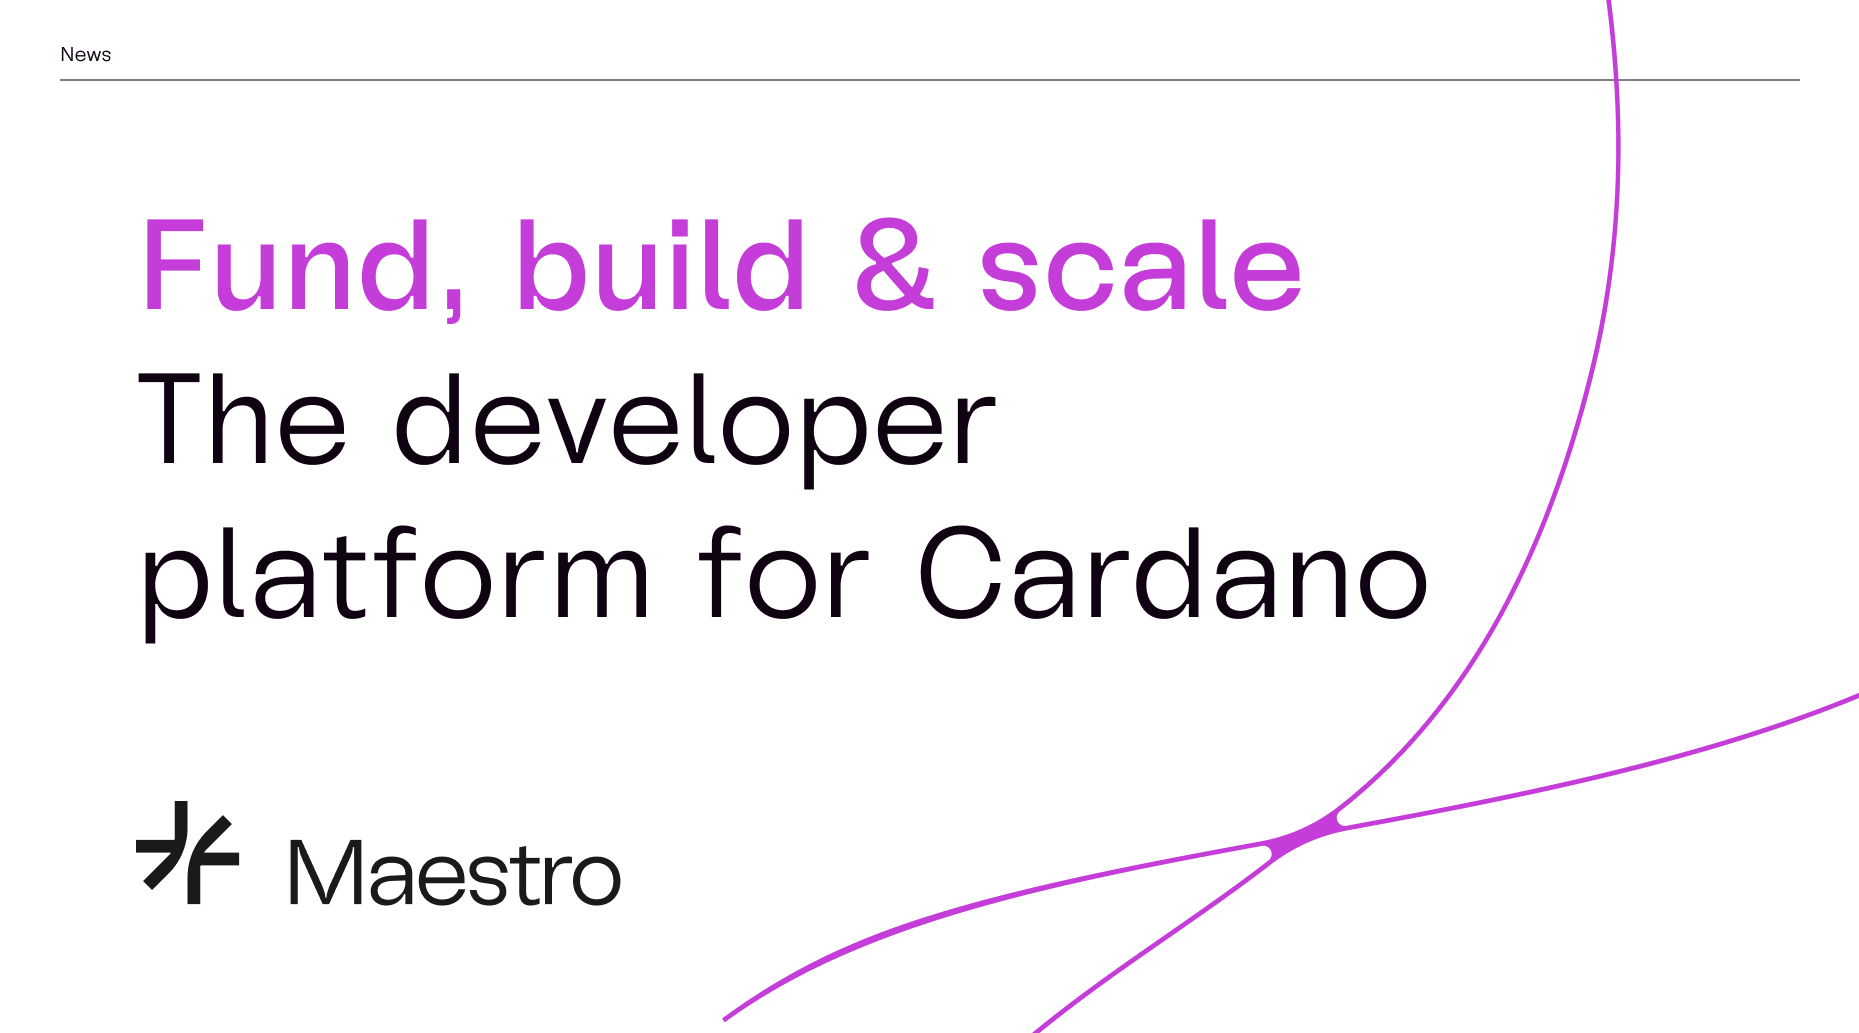 News
Fund, build & scale
The developer
platform for Cardano
Maestro